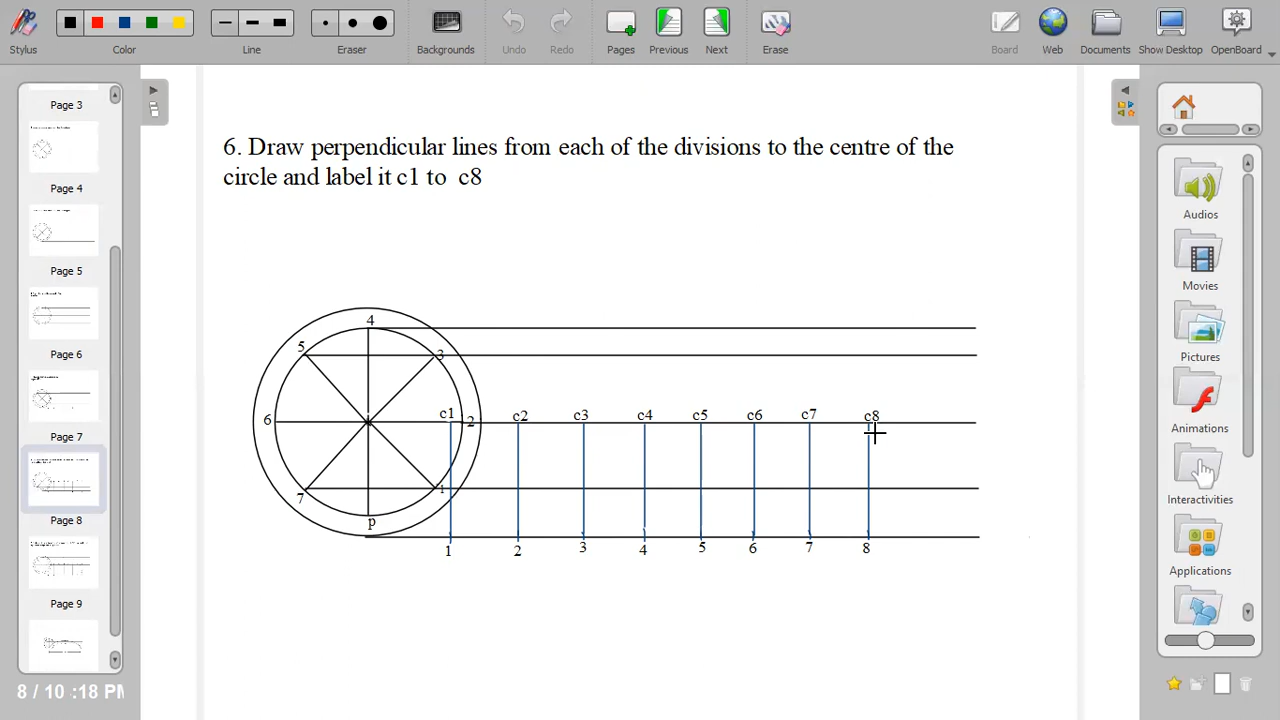 Stylus
Color
Line
Eraser
Backgrounds
Undo
Redo
Pages
Previous
Next
Erase
Board
Web
Documents
Show Desktop
OpenBoard
Page 3
Page 4
Page 5
Page 6
Page 7
Page 8
Page 9
8 / 10 :18 PM
6. Draw perpendicular lines from each of the divisions to the centre of the
circle and label it c1 to c8
4
5
3
6
c1
2
c2
c3
c4
c5
c6
c7
c8
7
1
p
1
2
3
4
5
6
7
8
Audios
Movies
Pictures
Animations
Interactivities
Applications